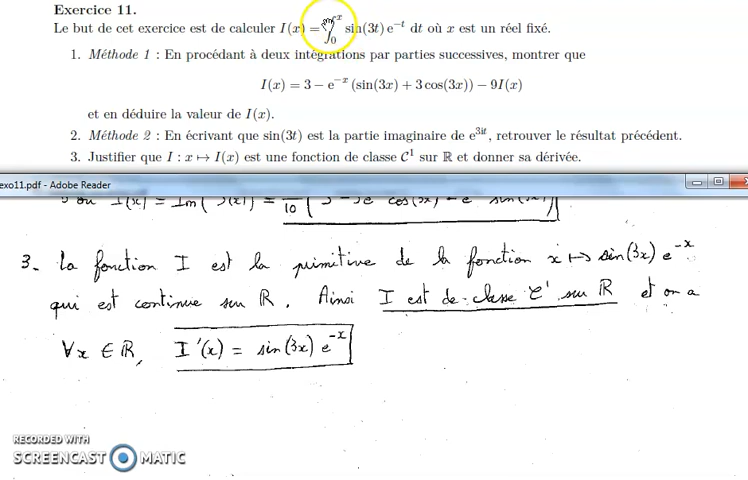 Exercice 11.
Le but de cet exercice est de calculer I(x) = ∫₀ˣ sin(3t) e⁻ᵗ dt où x est un réel fixé.
1. Méthode 1 : En procédant à deux intégrations par parties successives, montrer que
I(x) = 3 − e⁻ˣ (sin(3x) + 3 cos(3x)) − 9I(x)
et en déduire la valeur de I(x).
2. Méthode 2 : En écrivant que sin(3t) est la partie imaginaire de e³ⁱᵗ, retrouver le résultat précédent.
3. Justifier que I : x ↦ I(x) est une fonction de classe C¹ sur ℝ et donner sa dérivée.
exo11.pdf - Adobe Reader
I(x) = Im( J(x) ) = 10
3. La fonction I est la primitive de la fonction x ↦ sin(3x) e⁻ˣ
qui est continue sur ℝ. Ainsi I est de classe C¹ sur ℝ et on a
∀x ∈ ℝ, I'(x) = sin(3x) e⁻ˣ
RECORDED WITH
SCREENCAST MATIC